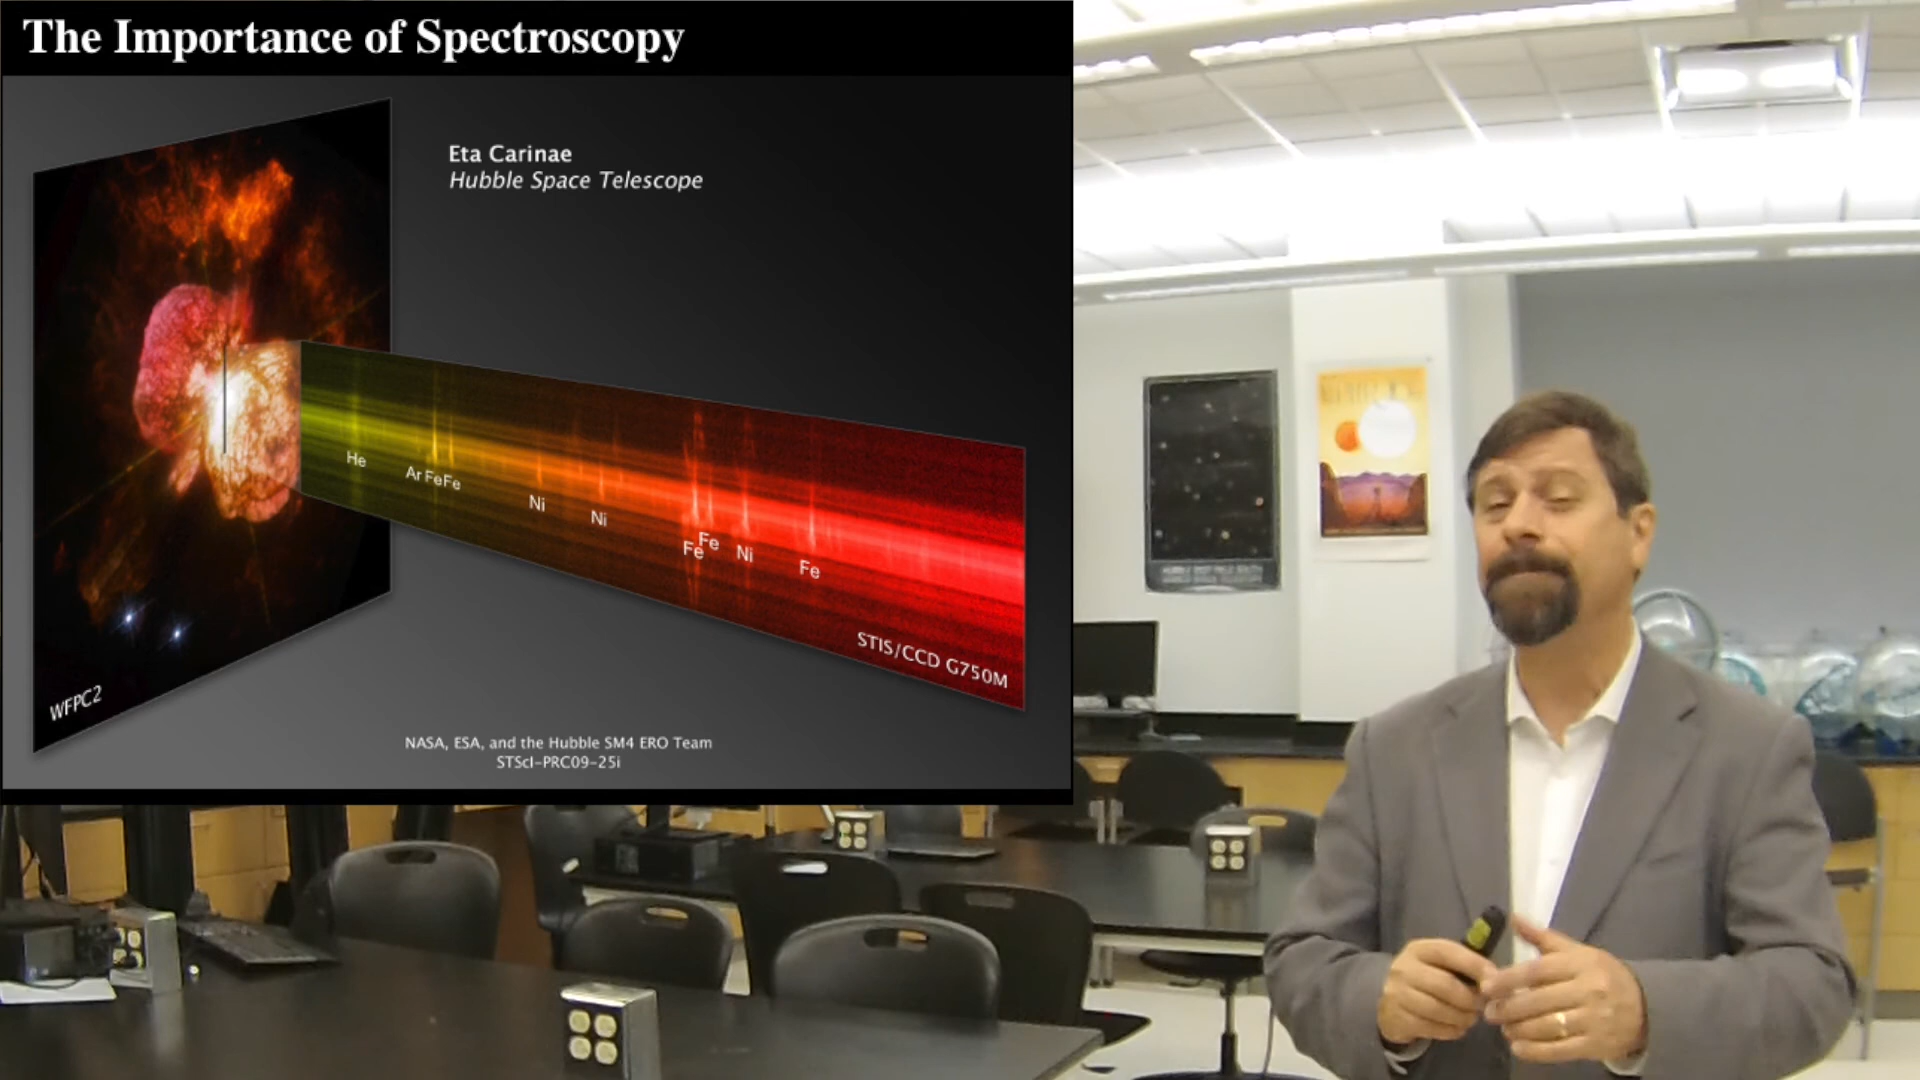 The Importance of Spectroscopy
Eta Carinae
Hubble Space Telescope
He
Ar Fe Fe
Ni
Ni
Fe
Fe
Ni
Fe
STIS/CCD G750M
WFPC2
NASA, ESA, and the Hubble SM4 ERO Team
STScI-PRC09-25i